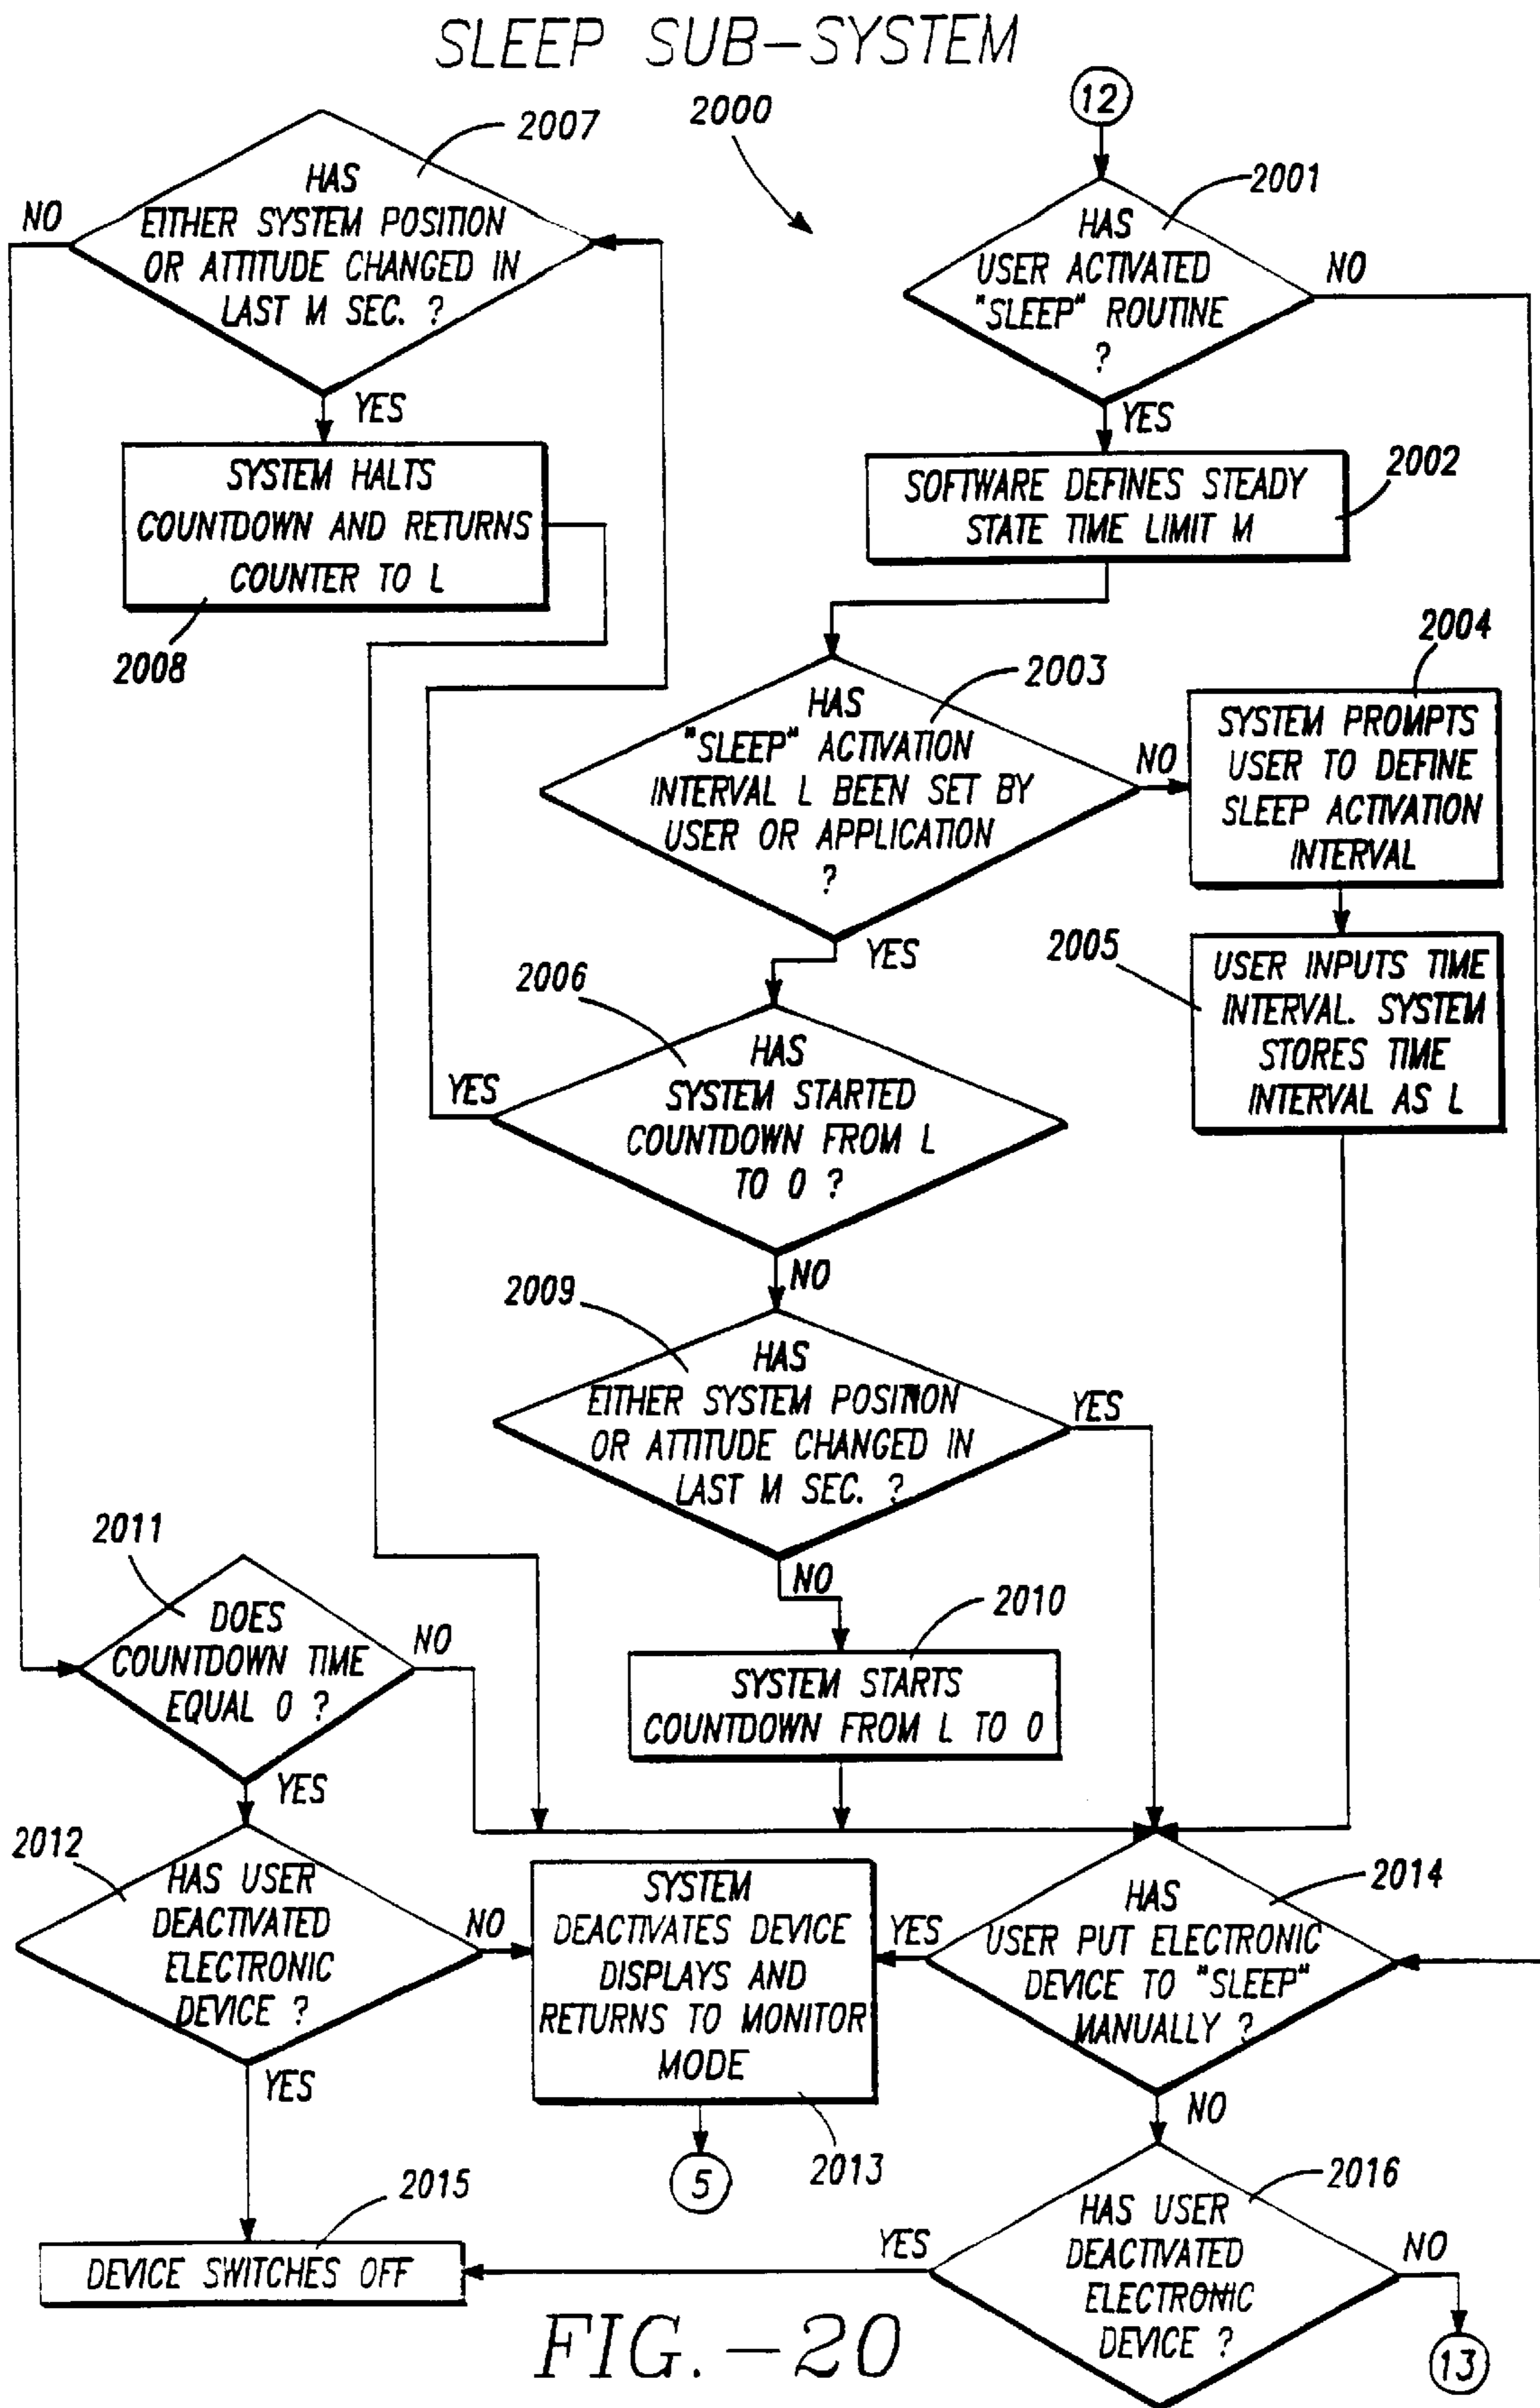 SLEEP SUB-SYSTEM
2000
12
2007
HAS
EITHER SYSTEM POSITION
OR ATTITUDE CHANGED IN
LAST M SEC. ?
NO
YES
SYSTEM HALTS
COUNTDOWN AND RETURNS
COUNTER TO L
2008
2001
HAS
USER ACTIVATED
"SLEEP" ROUTINE
?
NO
YES
2002
SOFTWARE DEFINES STEADY
STATE TIME LIMIT M
2003
HAS
"SLEEP" ACTIVATION
INTERVAL L BEEN SET BY
USER OR APPLICATION
?
NO
YES
2004
SYSTEM PROMPTS
USER TO DEFINE
SLEEP ACTIVATION
INTERVAL
2005
USER INPUTS TIME
INTERVAL. SYSTEM
STORES TIME
INTERVAL AS L
2006
HAS
SYSTEM STARTED
COUNTDOWN FROM L
TO 0 ?
YES
NO
2009
HAS
EITHER SYSTEM POSITION
OR ATTITUDE CHANGED IN
LAST M SEC. ?
YES
NO
2010
SYSTEM STARTS
COUNTDOWN FROM L TO 0
2011
DOES
COUNTDOWN TIME
EQUAL 0 ?
NO
YES
2012
HAS USER
DEACTIVATED
ELECTRONIC
DEVICE ?
NO
YES
SYSTEM
DEACTIVATES DEVICE
DISPLAYS AND
RETURNS TO MONITOR
MODE
2013
5
2014
HAS
USER PUT ELECTRONIC
DEVICE TO "SLEEP"
MANUALLY ?
YES
NO
2015
DEVICE SWITCHES OFF
2016
HAS USER
DEACTIVATED
ELECTRONIC
DEVICE ?
YES
NO
13
FIG.-20